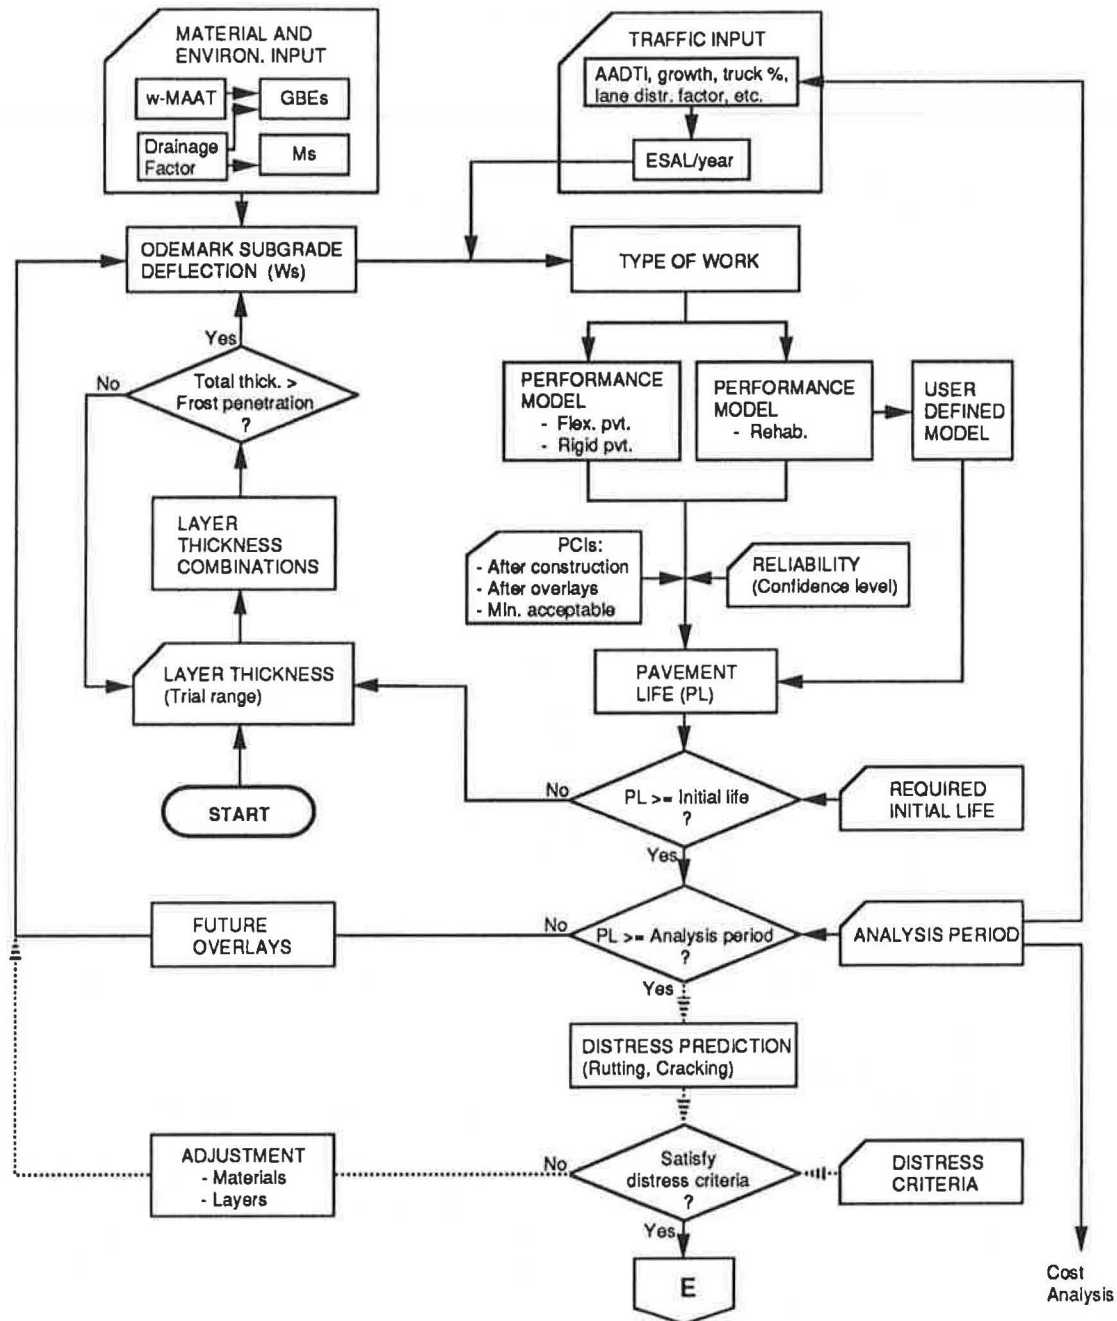 MATERIAL AND
ENVIRON. INPUT
w-MAAT
GBEs
Drainage
Factor
Ms
TRAFFIC INPUT
AADTI, growth, truck %,
lane distr. factor, etc.
ESAL/year
ODEMARK SUBGRADE
DEFLECTION (Ws)
TYPE OF WORK
Yes
No
Total thick. >
Frost penetration
?
PERFORMANCE
MODEL
- Flex. pvt.
- Rigid pvt.
PERFORMANCE
MODEL
- Rehab.
USER
DEFINED
MODEL
LAYER
THICKNESS
COMBINATIONS
PCIs:
- After construction
- After overlays
- Min. acceptable
RELIABILITY
(Confidence level)
LAYER THICKNESS
(Trial range)
PAVEMENT
LIFE (PL)
START
No
PL >= Initial life
?
REQUIRED
INITIAL LIFE
Yes
FUTURE
OVERLAYS
No
PL >= Analysis period
?
ANALYSIS PERIOD
Yes
DISTRESS PREDICTION
(Rutting, Cracking)
ADJUSTMENT
- Materials
- Layers
No
Satisfy
distress criteria
?
DISTRESS
CRITERIA
Yes
E
Cost
Analysis